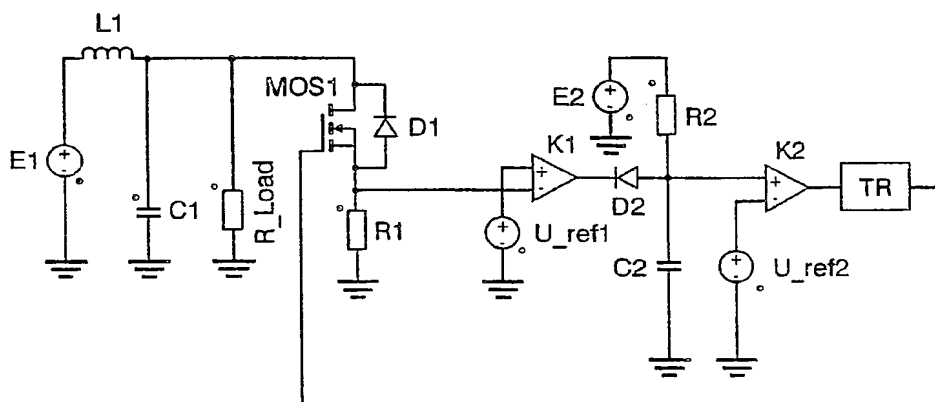 L1
MOS1
E1
C1
R_Load
D1
R1
K1
U_ref1
E2
R2
D2
C2
K2
U_ref2
TR